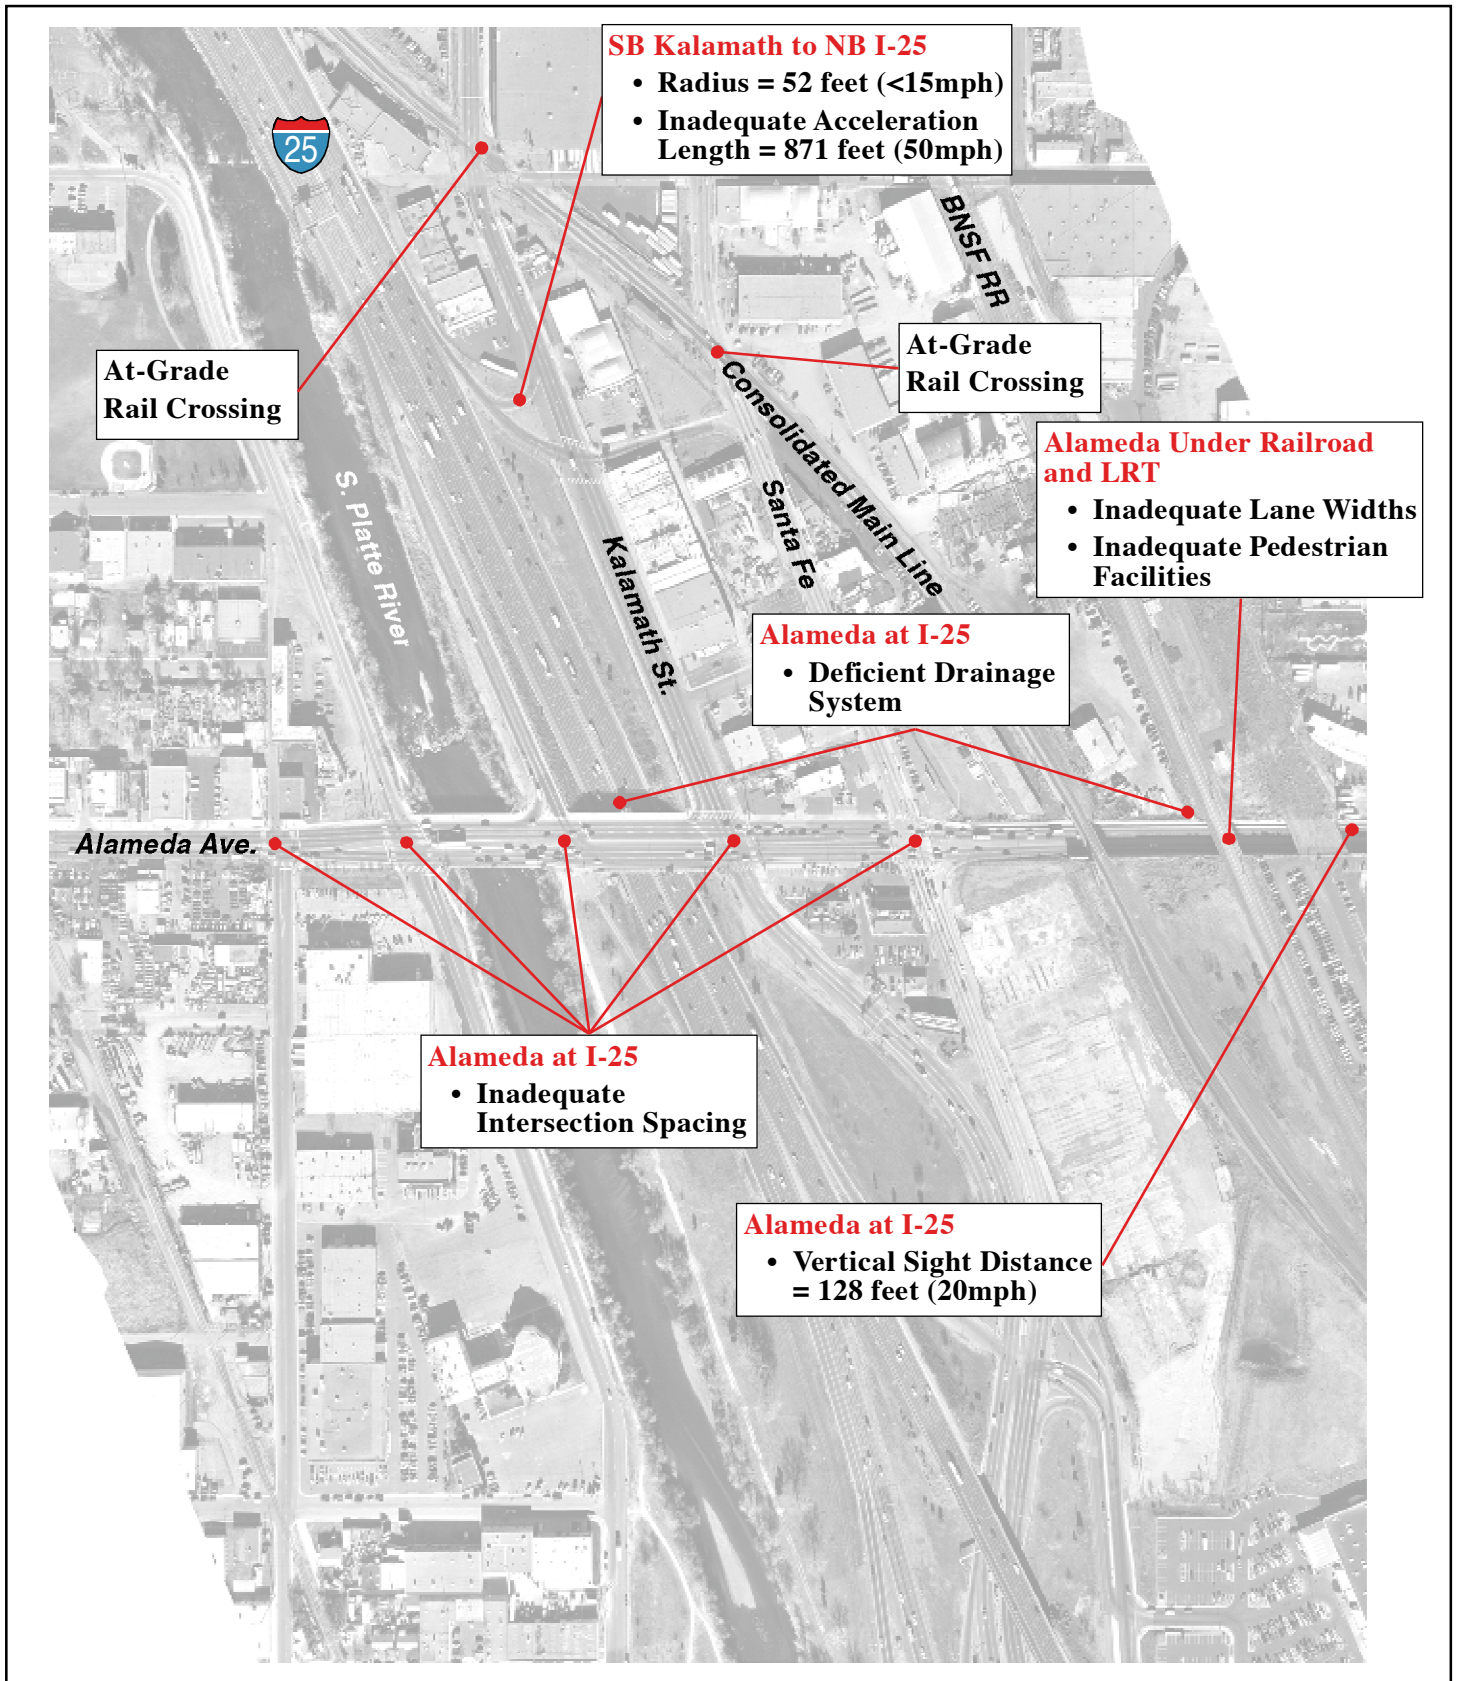 SB Kalamath to NB I-25
• Radius = 52 feet (<15mph)
• Inadequate Acceleration
Length = 871 feet (50mph)
25
BNSF RR
At-Grade
Rail Crossing
At-Grade
Rail Crossing
Consolidated Main Line
Alameda Under Railroad
and LRT
• Inadequate Lane Widths
• Inadequate Pedestrian
Facilities
S. Platte River
Santa Fe
Kalamath St.
Alameda at I-25
• Deficient Drainage
System
Alameda Ave.
Alameda at I-25
• Inadequate
Intersection Spacing
Alameda at I-25
• Vertical Sight Distance
= 128 feet (20mph)